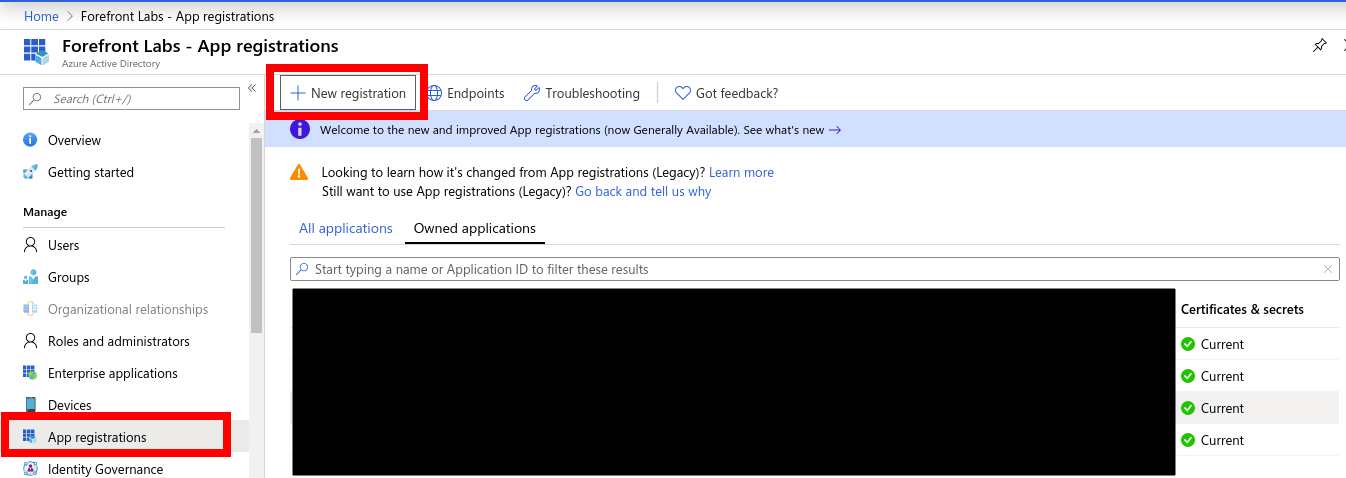 Home > Forefront Labs - App registrations
Forefront Labs - App registrations
Azure Active Directory
Search (Ctrl+/)
«
Overview
Getting started
Manage
Users
Groups
Organizational relationships
Roles and administrators
Enterprise applications
Devices
App registrations
Identity Governance
+ New registration Endpoints Troubleshooting Got feedback?
Welcome to the new and improved App registrations (now Generally Available). See what's new →
Looking to learn how it's changed from App registrations (Legacy)? Learn more
Still want to use App registrations (Legacy)? Go back and tell us why
All applications Owned applications
Start typing a name or Application ID to filter these results
Certificates & secrets
Current
Current
Current
Current